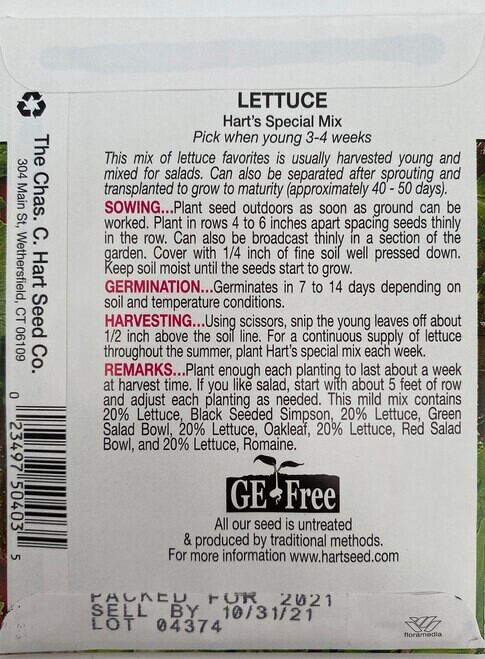 LETTUCE
Hart's Special Mix
Pick when young 3-4 weeks
This mix of lettuce favorites is usually harvested young and
mixed for salads. Can also be separated after sprouting and
transplanted to grow to maturity (approximately 40 - 50 days).
SOWING...Plant seed outdoors as soon as ground can be
worked. Plant in rows 4 to 6 inches apart spacing seeds thinly
in the row. Can also be broadcast thinly in a section of the
garden. Cover with 1/4 inch of fine soil well pressed down.
Keep soil moist until the seeds start to grow.
GERMINATION...Germinates in 7 to 14 days depending on
soil and temperature conditions.
HARVESTING...Using scissors, snip the young leaves off about
1/2 inch above the soil line. For a continuous supply of lettuce
throughout the summer, plant Hart's special mix each week.
REMARKS...Plant enough each planting to last about a week
at harvest time. If you like salad, start with about 5 feet of row
and adjust each planting as needed. This mild mix contains
20% Lettuce, Black Seeded Simpson, 20% Lettuce, Green
Salad Bowl, 20% Lettuce, Oakleaf, 20% Lettuce, Red Salad
Bowl, and 20% Lettuce, Romaine.
GE Free
All our seed is untreated
& produced by traditional methods.
For more information www.hartseed.com
The Chas. C. Hart Seed Co.
304 Main St, Wethersfield, CT 06109
0 23497 50403 5
PACKED FOR 2021
SELL BY 10/31/21
LOT 04374
floramedia